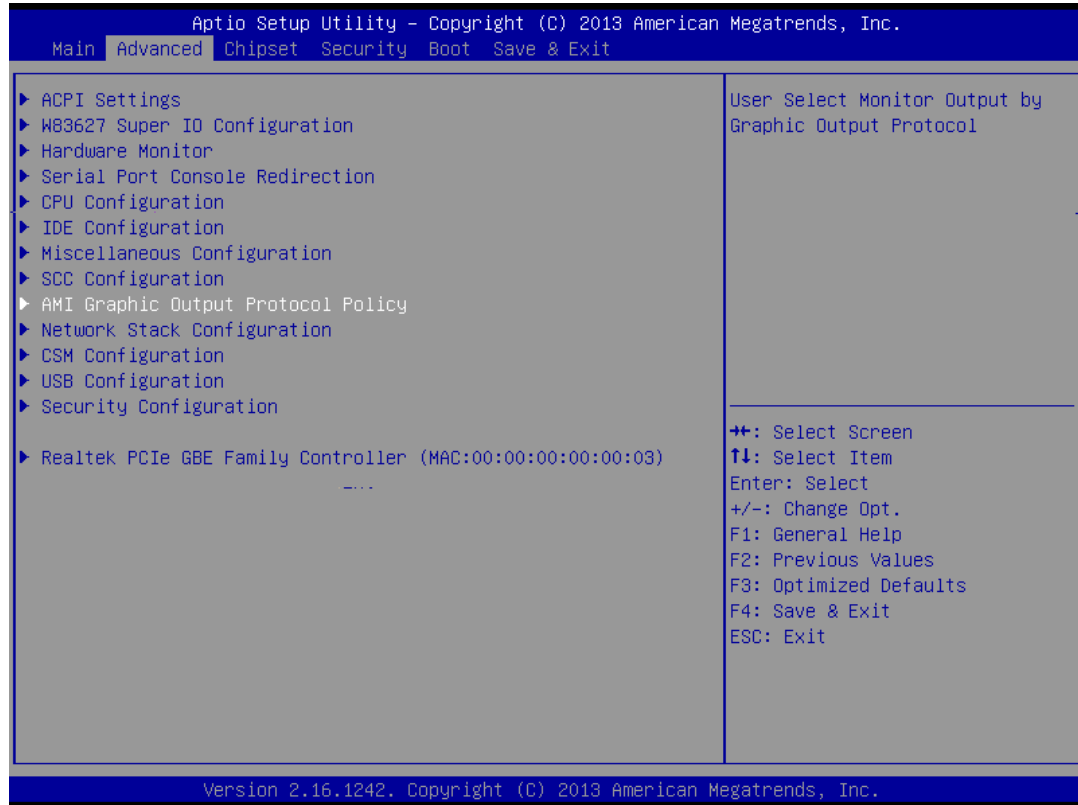 Aptio Setup Utility – Copyright (C) 2013 American Megatrends, Inc.
Main Advanced Chipset Security Boot Save & Exit
ACPI Settings
W83627 Super IO Configuration
Hardware Monitor
Serial Port Console Redirection
CPU Configuration
IDE Configuration
Miscellaneous Configuration
SCC Configuration
AMI Graphic Output Protocol Policy
Network Stack Configuration
CSM Configuration
USB Configuration
Security Configuration
Realtek PCIe GBE Family Controller (MAC:00:00:00:00:00:03)
User Select Monitor Output by
Graphic Output Protocol
→←: Select Screen
↑↓: Select Item
Enter: Select
+/-: Change Opt.
F1: General Help
F2: Previous Values
F3: Optimized Defaults
F4: Save & Exit
ESC: Exit
Version 2.16.1242. Copyright (C) 2013 American Megatrends, Inc.